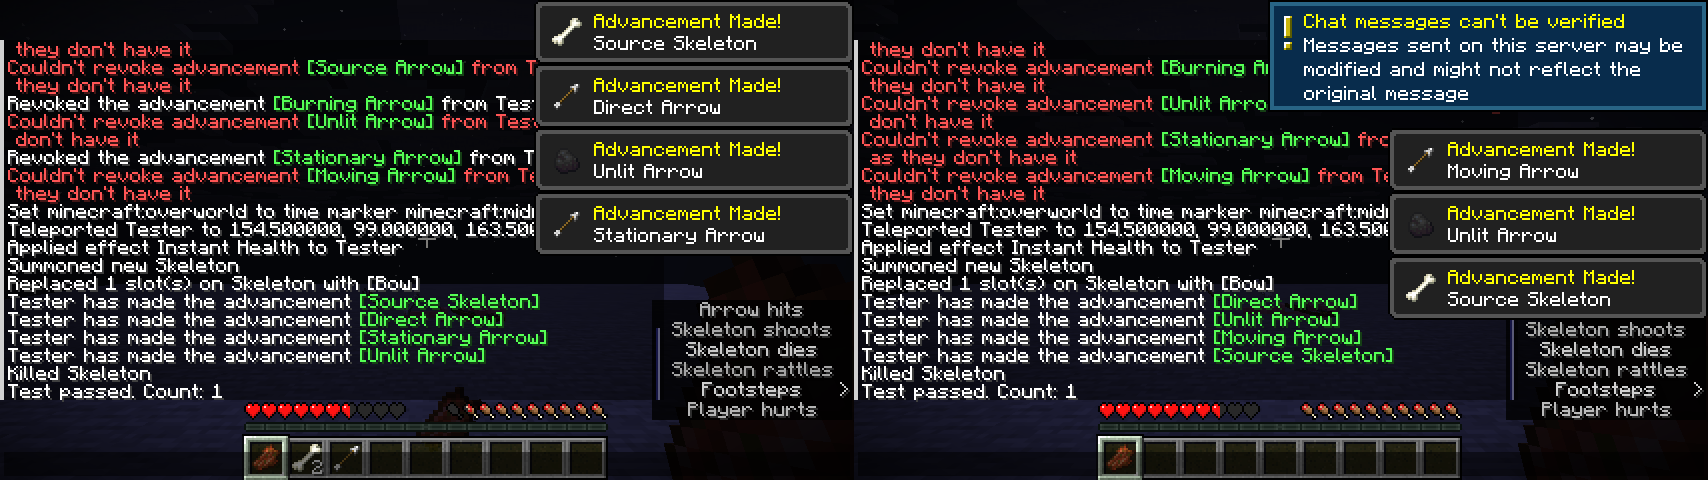 they don't have it
Couldn't revoke advancement [Source Arrow] from T
they don't have it
Revoked the advancement [Burning Arrow] from Tes
Couldn't revoke advancement [Unlit Arrow] from Tes
don't have it
Revoked the advancement [Stationary Arrow] from T
Couldn't revoke advancement [Moving Arrow] from Te
they don't have it
Set minecraft:overworld to time marker minecraft:midn
Teleported Tester to 154.500000, 99.000000, 163.500
Applied effect Instant Health to Tester
Summoned new Skeleton
Replaced 1 slot(s) on Skeleton with [Bow]
Tester has made the advancement [Source Skeleton]
Tester has made the advancement [Direct Arrow]
Tester has made the advancement [Stationary Arrow]
Tester has made the advancement [Unlit Arrow]
Killed Skeleton
Test passed. Count: 1
Advancement Made!
Source Skeleton
Advancement Made!
Direct Arrow
Advancement Made!
Unlit Arrow
Advancement Made!
Stationary Arrow
Arrow hits
Skeleton shoots
Skeleton dies
Skeleton rattles
Footsteps >
Player hurts
2
they don't have it
Couldn't revoke advancement [Burning Ar
they don't have it
Couldn't revoke advancement [Unlit Arro
don't have it
Couldn't revoke advancement [Stationary Arrow] fro
as they don't have it
Couldn't revoke advancement [Moving Arrow] from Te
they don't have it
Set minecraft:overworld to time marker minecraft:midn
Teleported Tester to 154.500000, 99.000000, 163.500
Applied effect Instant Health to Tester
Summoned new Skeleton
Replaced 1 slot(s) on Skeleton with [Bow]
Tester has made the advancement [Direct Arrow]
Tester has made the advancement [Unlit Arrow]
Tester has made the advancement [Moving Arrow]
Tester has made the advancement [Source Skeleton]
Killed Skeleton
Test passed. Count: 1
Chat messages can't be verified
Messages sent on this server may be
modified and might not reflect the
original message
Advancement Made!
Moving Arrow
Advancement Made!
Unlit Arrow
Advancement Made!
Source Skeleton
Skeleton shoots
Skeleton dies
Skeleton rattles
Footsteps >
Player hurts